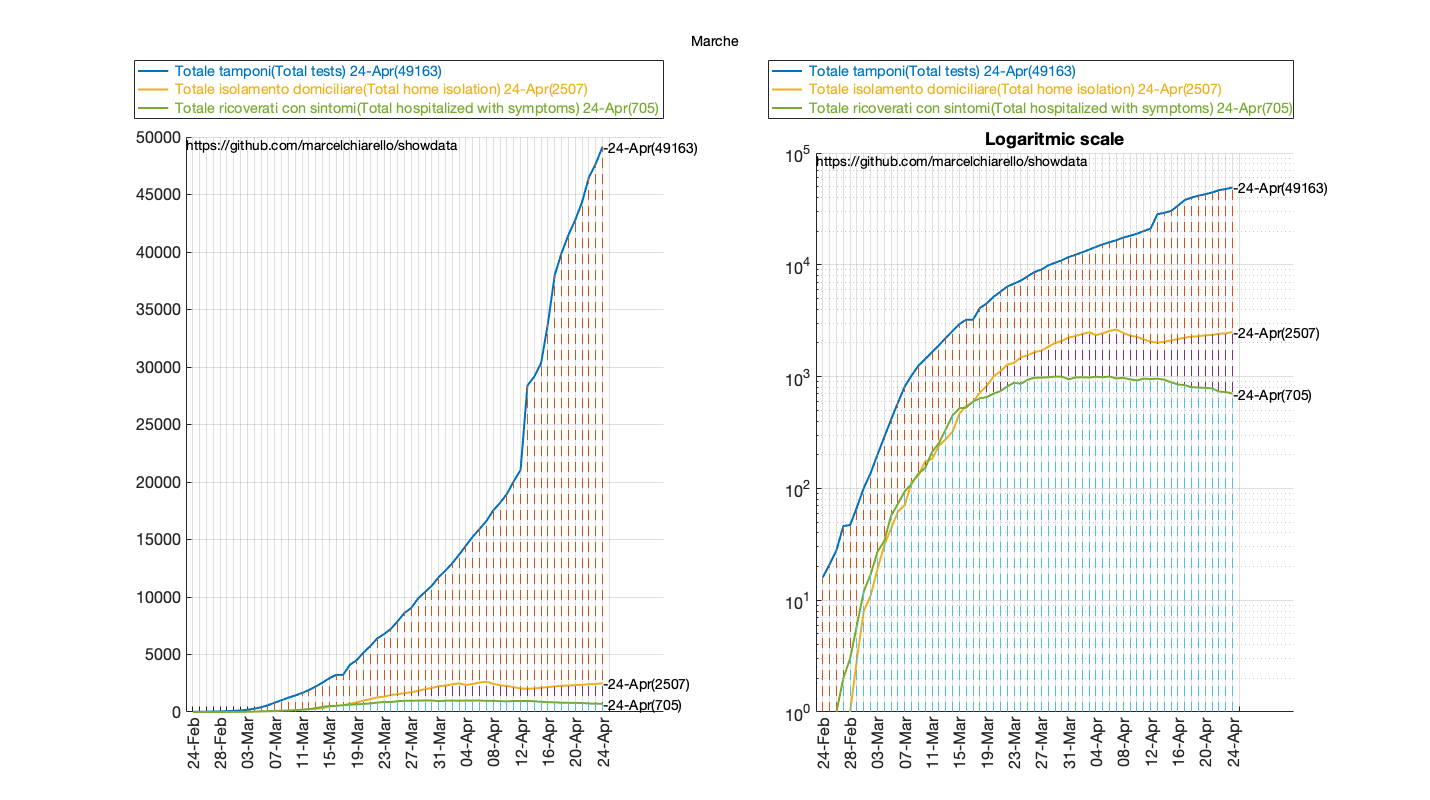 Marche
Totale tamponi(Total tests) 24-Apr(49163)
Totale isolamento domiciliare(Total home isolation) 24-Apr(2507)
Totale ricoverati con sintomi(Total hospitalized with symptoms) 24-Apr(705)
https://github.com/marcelchiarello/showdata
50000
45000
40000
35000
30000
25000
20000
15000
10000
5000
0
-24-Apr(49163)
-24-Apr(2507)
-24-Apr(705)
24-Feb
28-Feb
03-Mar
07-Mar
11-Mar
15-Mar
19-Mar
23-Mar
27-Mar
31-Mar
04-Apr
08-Apr
12-Apr
16-Apr
20-Apr
24-Apr
Totale tamponi(Total tests) 24-Apr(49163)
Totale isolamento domiciliare(Total home isolation) 24-Apr(2507)
Totale ricoverati con sintomi(Total hospitalized with symptoms) 24-Apr(705)
Logaritmic scale
https://github.com/marcelchiarello/showdata
10^5
10^4
10^3
10^2
10^1
10^0
-24-Apr(49163)
-24-Apr(2507)
-24-Apr(705)
24-Feb
28-Feb
03-Mar
07-Mar
11-Mar
15-Mar
19-Mar
23-Mar
27-Mar
31-Mar
04-Apr
08-Apr
12-Apr
16-Apr
20-Apr
24-Apr